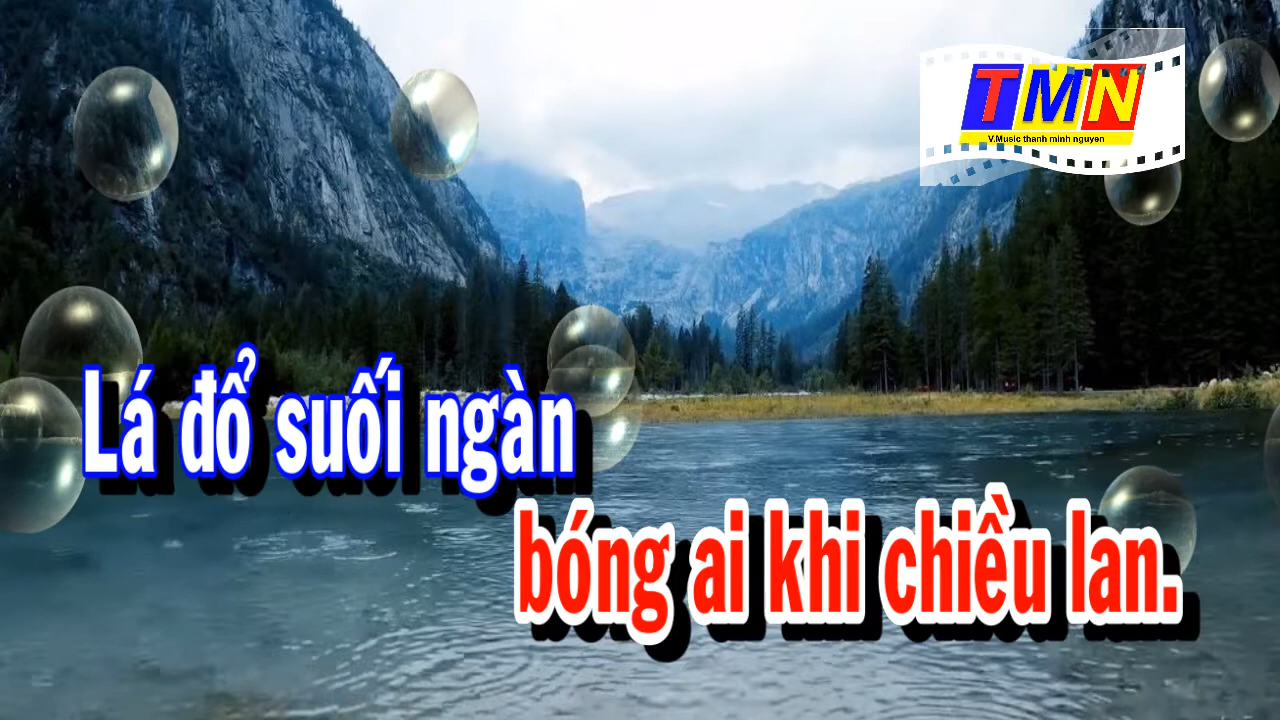 TMN
V.Music thanh minh nguyen
Lá đổ suối ngàn
bóng ai khi chiều lan.